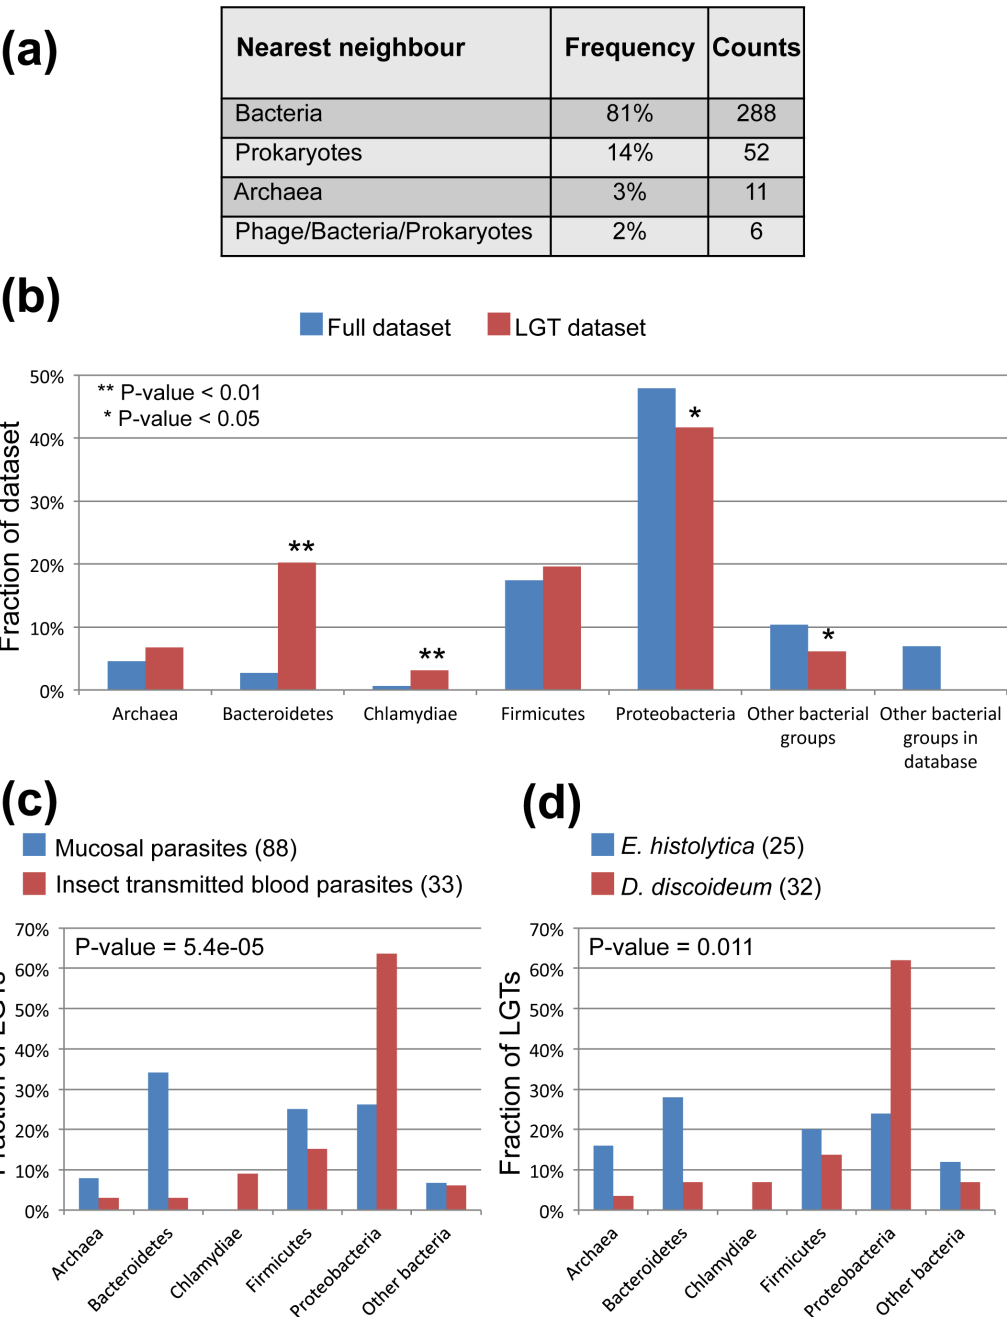 (a)
Nearest neighbour Frequency Counts
Bacteria 81% 288
Prokaryotes 14% 52
Archaea 3% 11
Phage/Bacteria/Prokaryotes 2% 6
(b)
Full dataset LGT dataset
** P-value < 0.01
* P-value < 0.05
Fraction of dataset
50%
40%
30%
20%
10%
0%
**
**
*
*
Archaea Bacteroidetes Chlamydiae Firmicutes Proteobacteria Other bacterial Other bacterial
groups groups in
database
(c)
Mucosal parasites (88)
Insect transmitted blood parasites (33)
P-value = 5.4e-05
70%
60%
50%
40%
30%
20%
10%
0%
Archaea
Bacteroidetes
Chlamydiae
Firmicutes
Proteobacteria
Other bacteria
(d)
E. histolytica (25)
D. discoideum (32)
P-value = 0.011
Fraction of LGTs
70%
60%
50%
40%
30%
20%
10%
0%
Archaea
Bacteroidetes
Chlamydiae
Firmicutes
Proteobacteria
Other bacteria